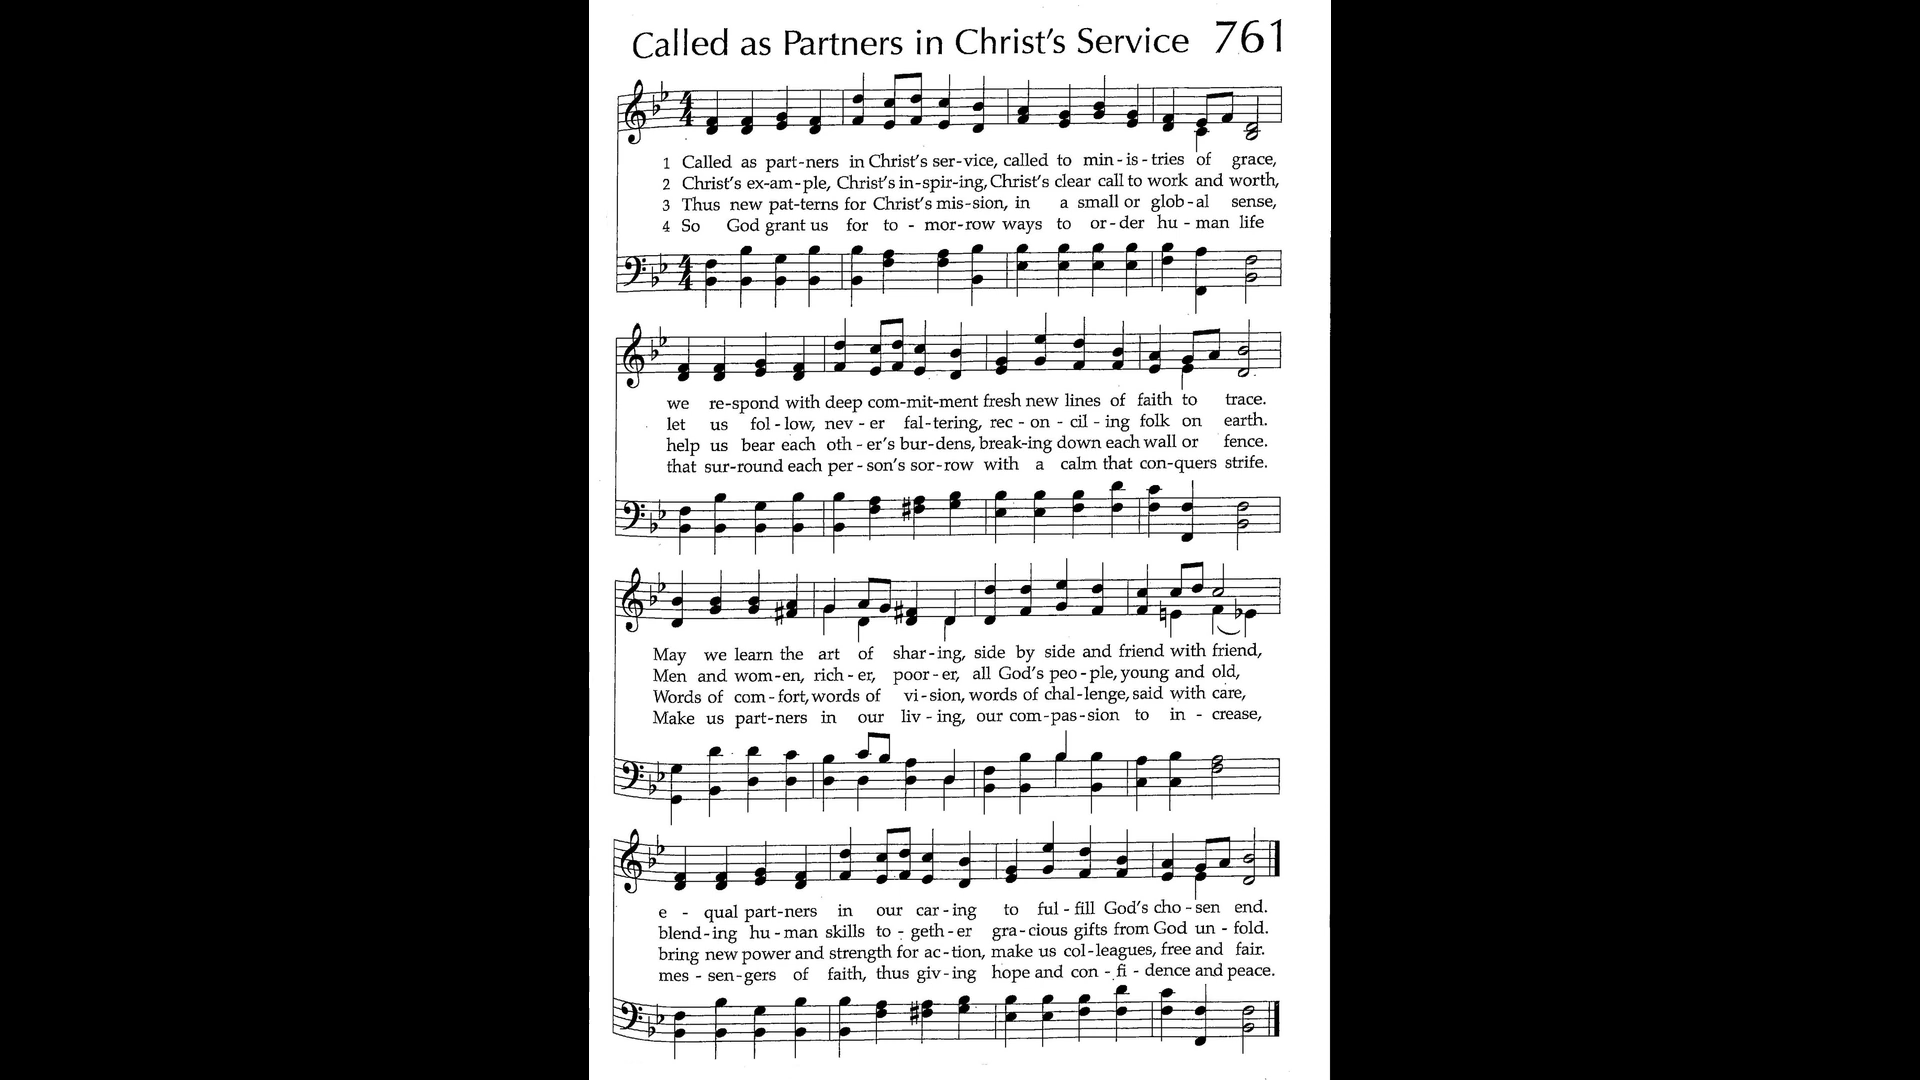 Called as Partners in Christ's Service 761
4 4
1 Called as part-ners in Christ's ser-vice, called to min-is-tries of grace,
2 Christ's ex-am-ple, Christ's in-spir-ing, Christ's clear call to work and worth,
3 Thus new pat-terns for Christ's mis-sion, in a small or glob-al sense,
4 So God grant us for to-mor-row ways to or-der hu-man life
4 4
we re-spond with deep com-mit-ment fresh new lines of faith to trace.
let us fol-low, nev-er fal-tering, rec-on-cil-ing folk on earth.
help us bear each oth-er's bur-dens, break-ing down each wall or fence.
that sur-round each per-son's sor-row with a calm that con-quers strife.
May we learn the art of shar-ing, side by side and friend with friend,
Men and wom-en, rich-er, poor-er, all God's peo-ple, young and old,
Words of com-fort, words of vi-sion, words of chal-lenge, said with care,
Make us part-ners in our liv-ing, our com-pas-sion to in-crease,
e-qual part-ners in our car-ing to ful-fill God's cho-sen end.
blend-ing hu-man skills to-geth-er gra-cious gifts from God un-fold.
bring new power and strength for ac-tion, make us col-leagues, free and fair.
mes-sen-gers of faith, thus giv-ing hope and con-fi-dence and peace.